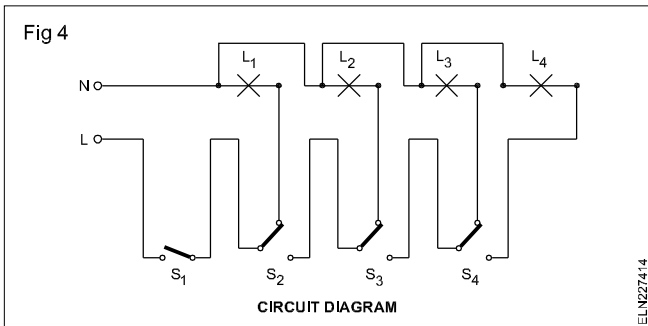 Fig 4
L1 L2 L3 L4
N
L
S1 S2 S3 S4
CIRCUIT DIAGRAM
ELN227414